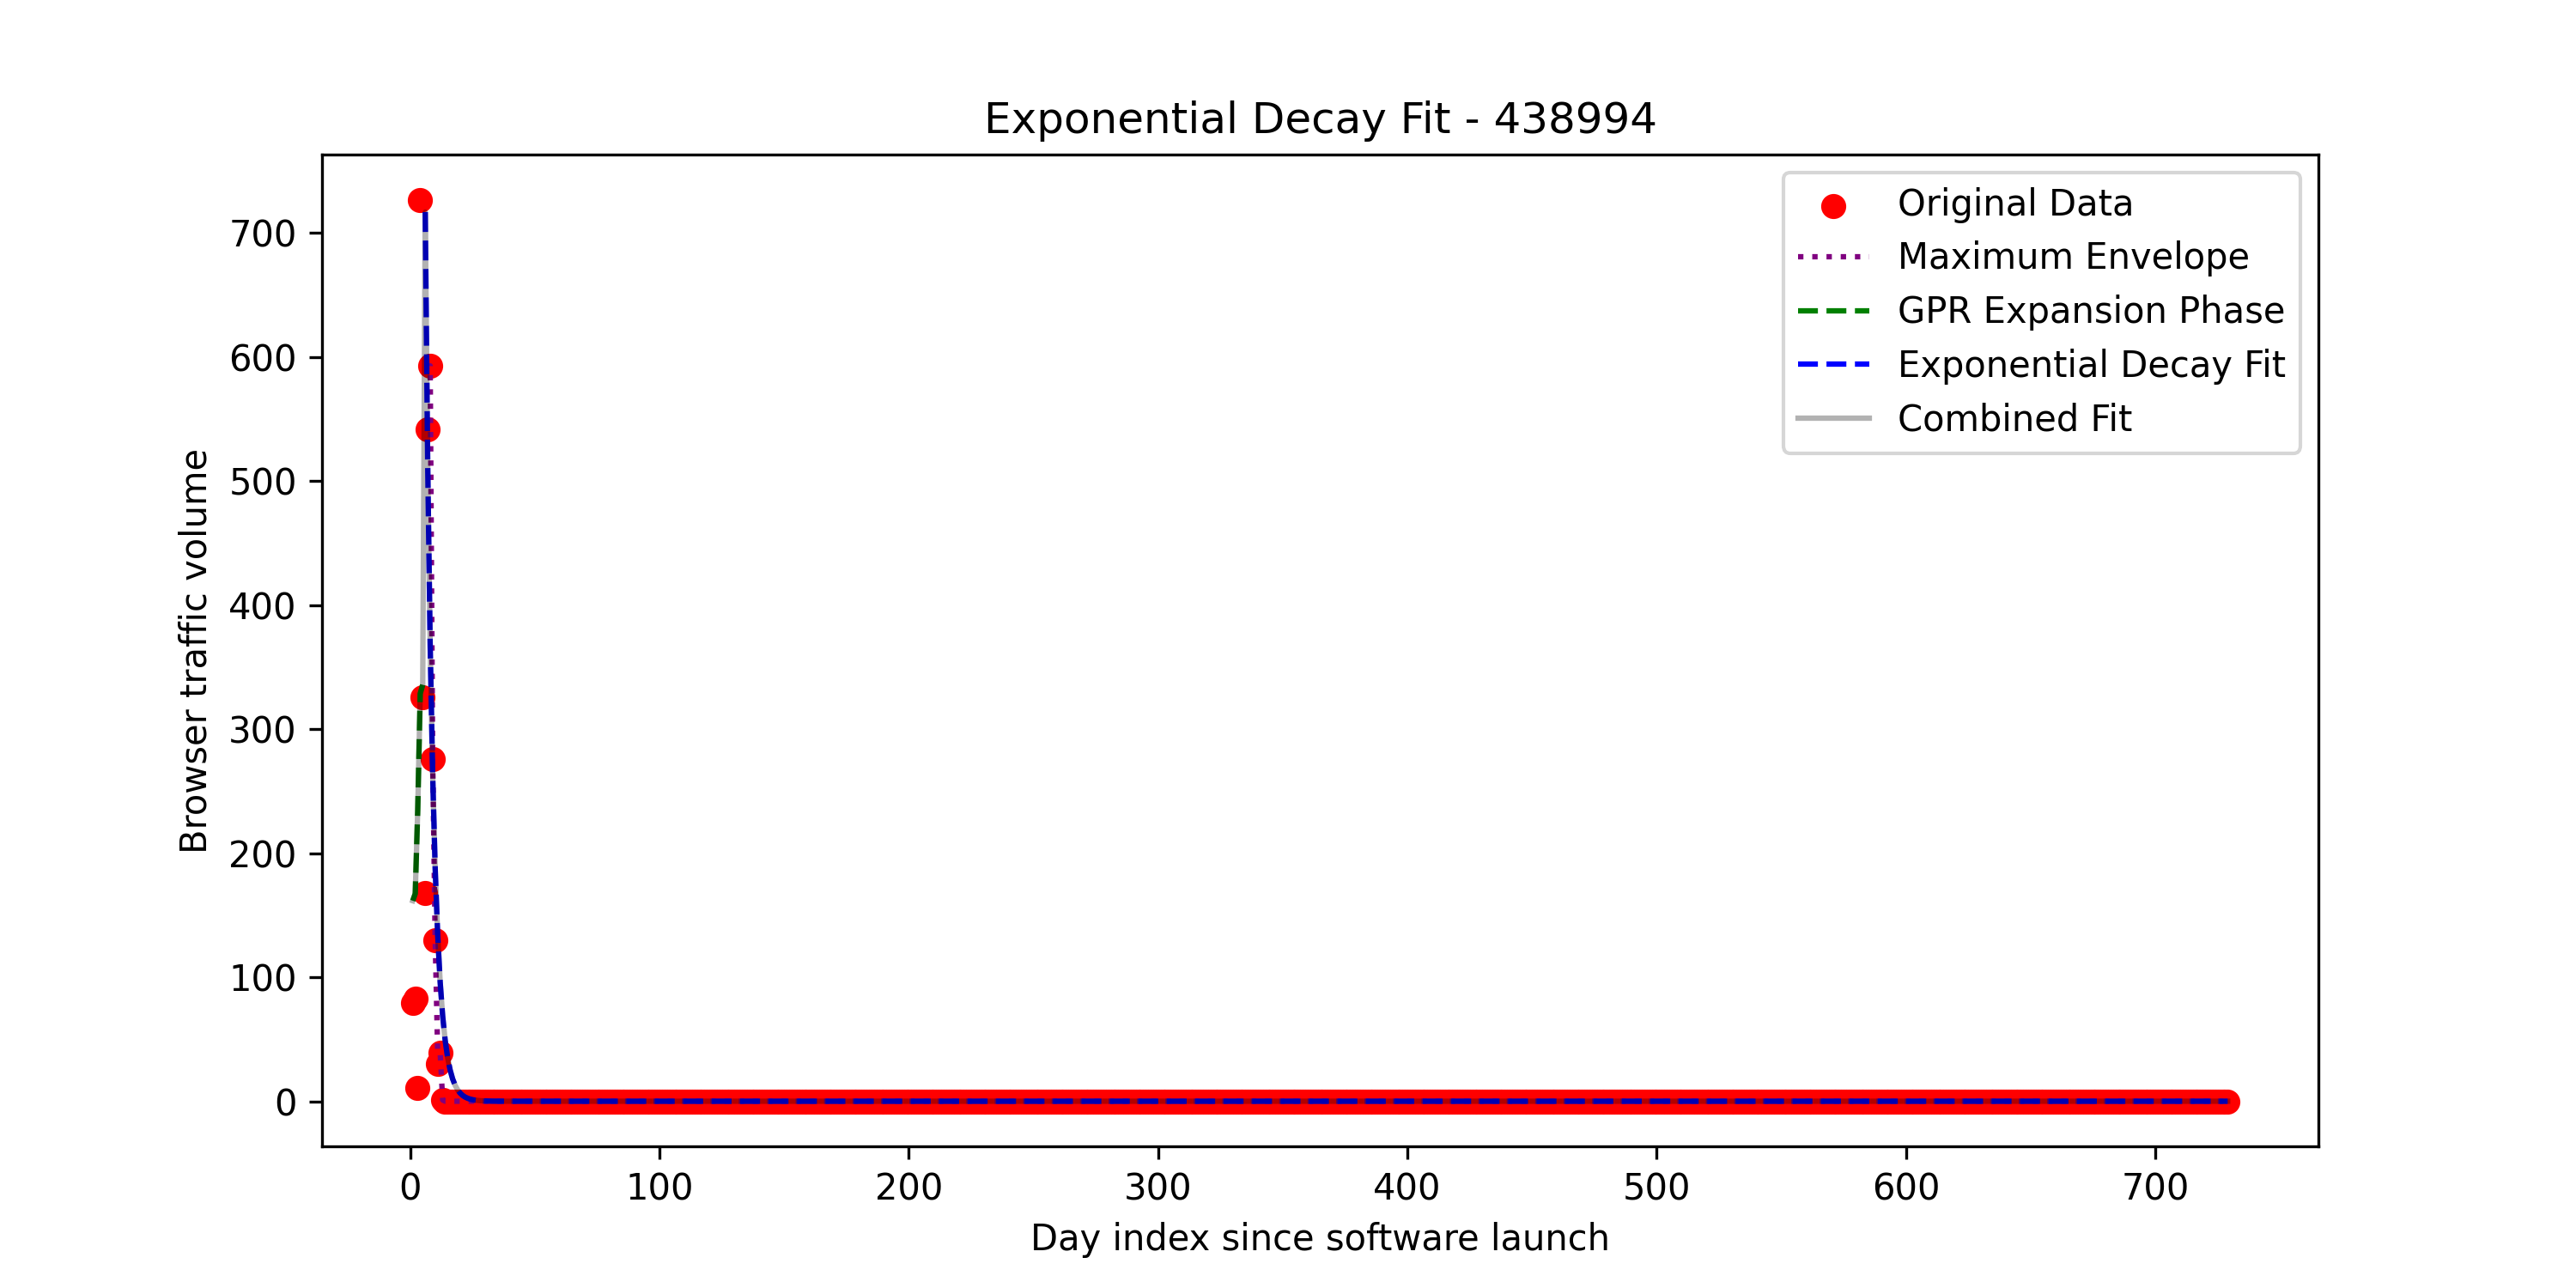 Exponential Decay Fit - 438994
Original Data
Maximum Envelope
GPR Expansion Phase
Exponential Decay Fit
Combined Fit
Browser traffic volume
700
600
500
400
300
200
100
0
0 100 200 300 400 500 600 700
Day index since software launch